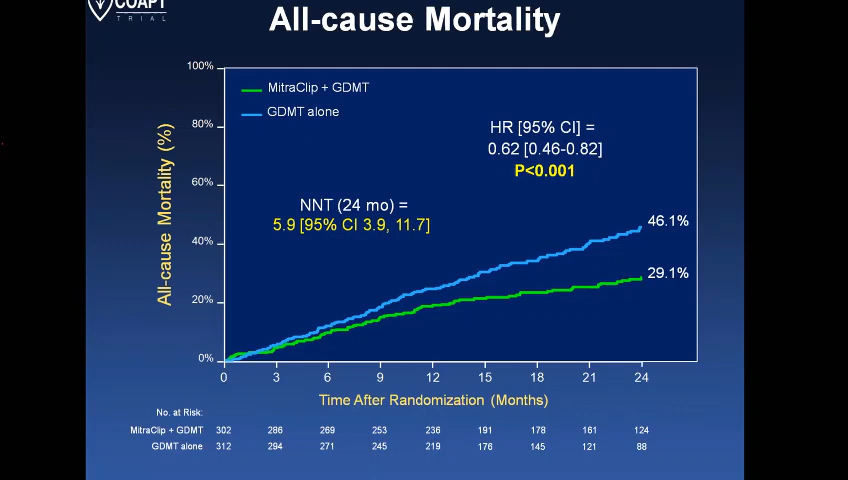 COAPT
TRIAL
All-cause Mortality
100%
80%
60%
40%
20%
0%
All-cause Mortality (%)
MitraClip + GDMT
GDMT alone
HR [95% CI] =
0.62 [0.46-0.82]
P<0.001
NNT (24 mo) =
5.9 [95% CI 3.9, 11.7]
46.1%
29.1%
0 3 6 9 12 15 18 21 24
Time After Randomization (Months)
No. at Risk:
MitraClip + GDMT 302 286 269 253 236 191 178 161 124
GDMT alone 312 294 271 245 219 176 145 121 88